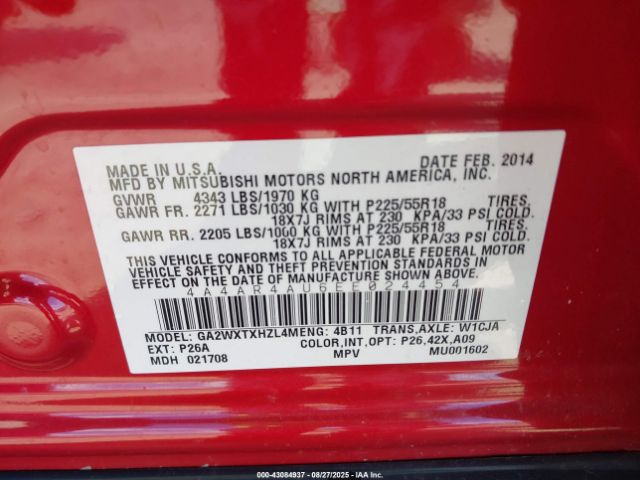 MADE IN U.S.A. DATE FEB. 2014
MFD BY MITSUBISHI MOTORS NORTH AMERICA, INC.
GVWR 4343 LBS/1970 KG
GAWR FR. 2271 LBS/1030 KG WITH P225/55R18 TIRES.
18X7J RIMS AT 230 KPA/33 PSI COLD.
GAWR RR. 2205 LBS/1000 KG WITH P225/55R18 TIRES.
18X7J RIMS AT 230 KPA/33 PSI COLD.
THIS VEHICLE CONFORMS TO ALL APPLICABLE FEDERAL MOTOR
VEHICLE SAFETY AND THEFT PREVENTION STANDARDS IN
EFFECT ON THE DATE OF MANUFACTURE SHOWN ABOVE.
4A4AR4AU6EE024454
MODEL: GA2WXTXHZL4MENG: 4B11 TRANS,AXLE: W1CJA
EXT: P26A COLOR,INT,OPT: P26,42X,A09
MDH 021708 MPV MU001602
© 00-43084937 - 08/27/2025 - IAA, Inc.